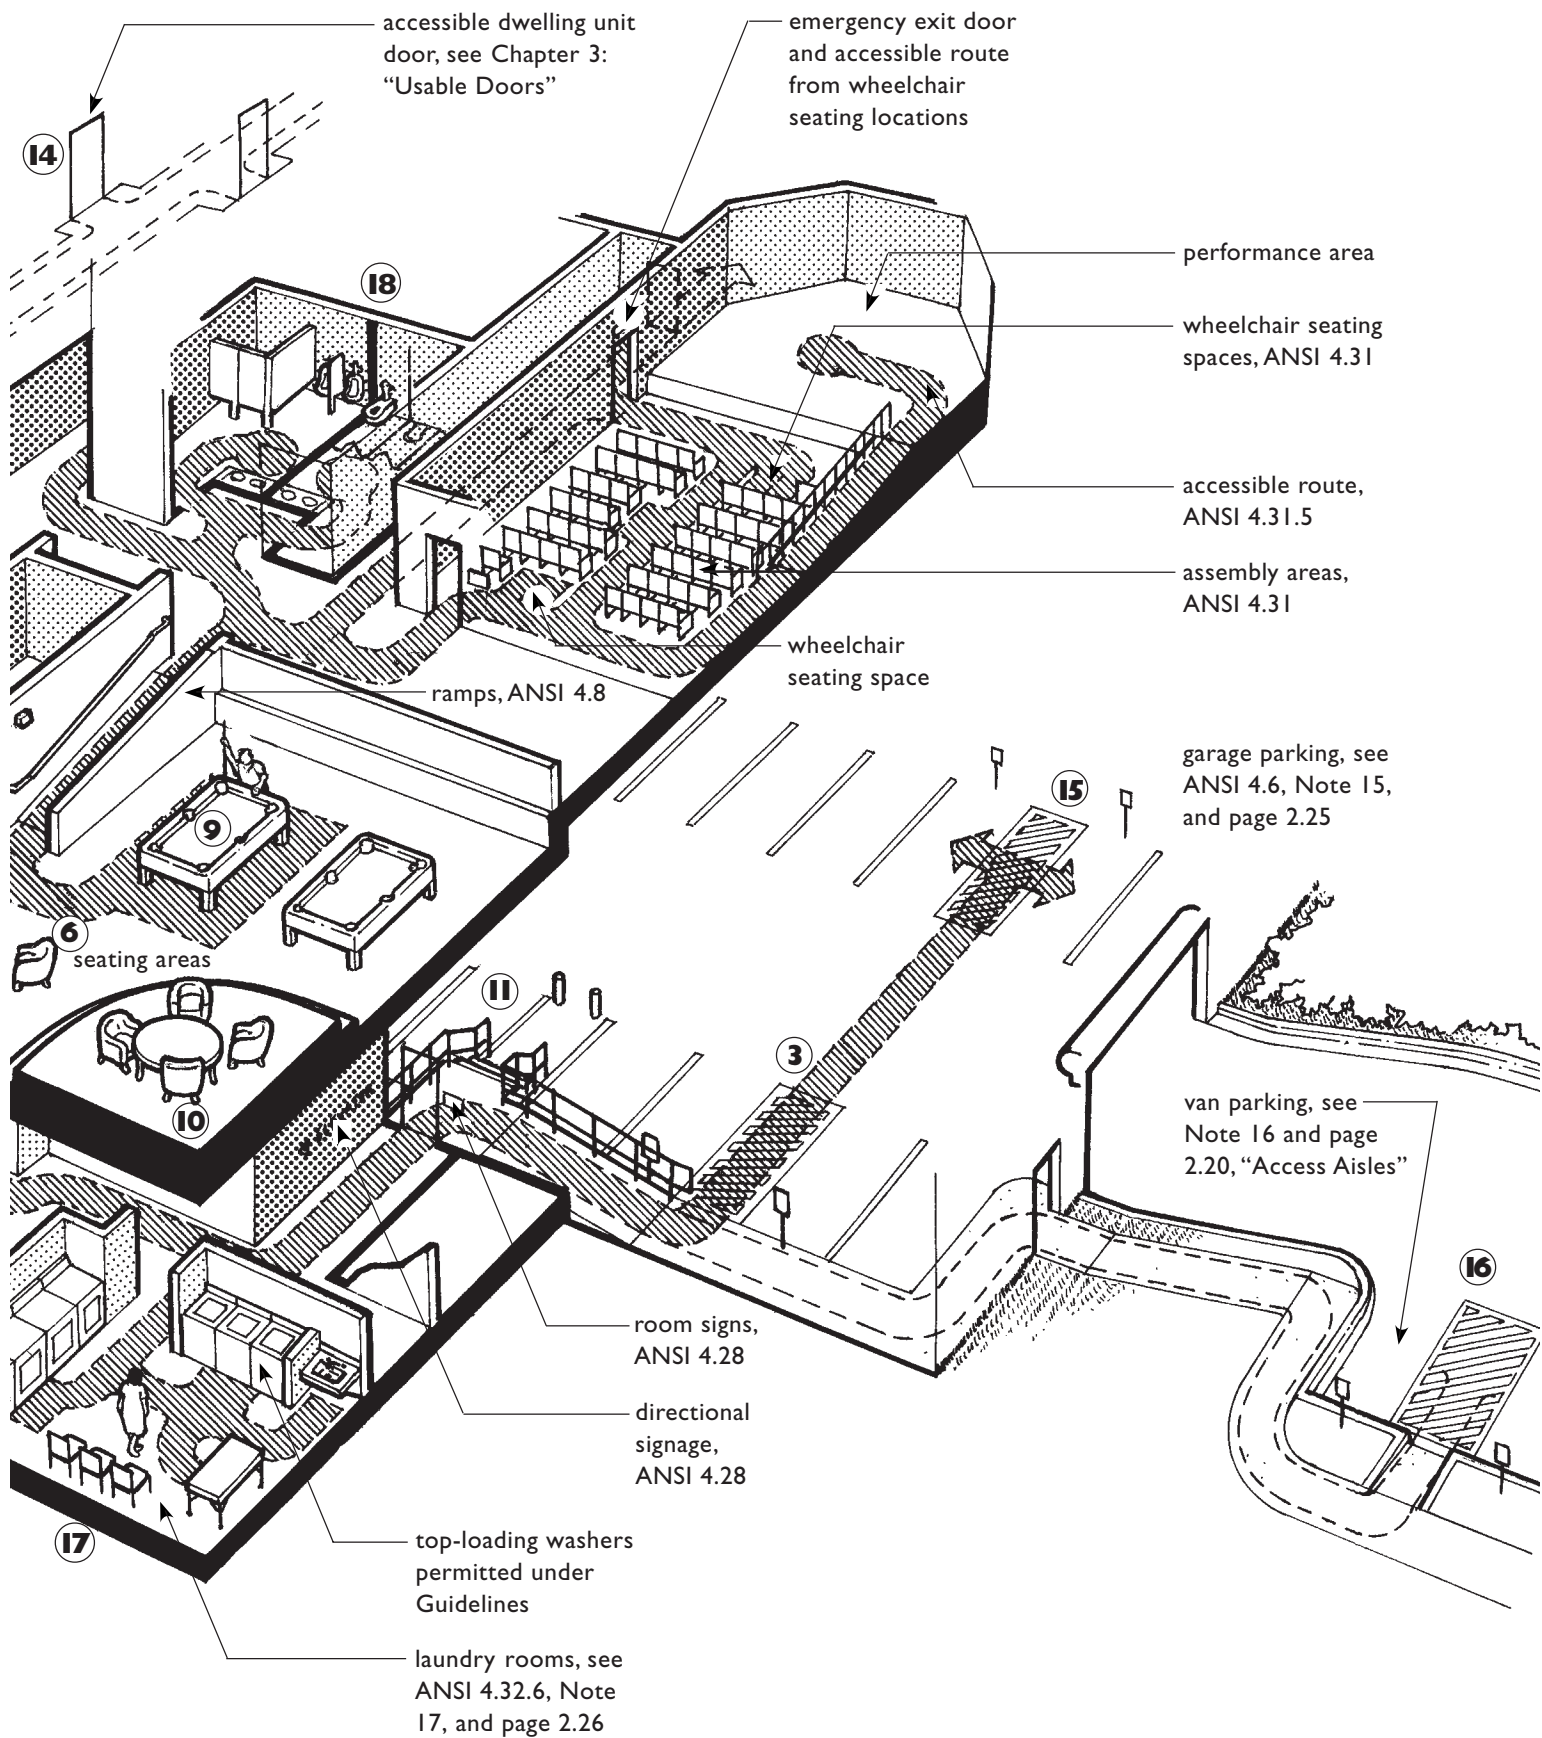 accessible dwelling unit
door, see Chapter 3:
“Usable Doors”
emergency exit door
and accessible route
from wheelchair
seating locations
14
18
performance area
wheelchair seating
spaces, ANSI 4.31
accessible route,
ANSI 4.31.5
assembly areas,
ANSI 4.31
wheelchair
seating space
ramps, ANSI 4.8
garage parking, see
ANSI 4.6, Note 15,
and page 2.25
15
9
6
seating areas
11
3
10
van parking, see
Note 16 and page
2.20, “Access Aisles”
16
room signs,
ANSI 4.28
directional
signage,
ANSI 4.28
17
top-loading washers
permitted under
Guidelines
laundry rooms, see
ANSI 4.32.6, Note
17, and page 2.26